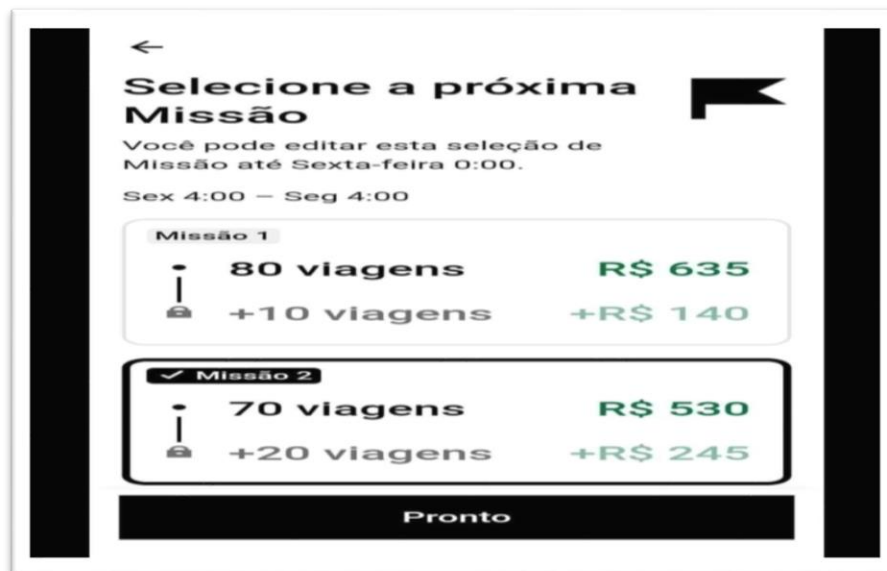 Selecione a próxima
Missão
Você pode editar esta seleção de
Missão até Sexta-feira 0:00.
Sex 4:00 – Seg 4:00
Missão 1
80 viagens R$ 635
+10 viagens +R$ 140
Missão 2
70 viagens R$ 530
+20 viagens +R$ 245
Pronto